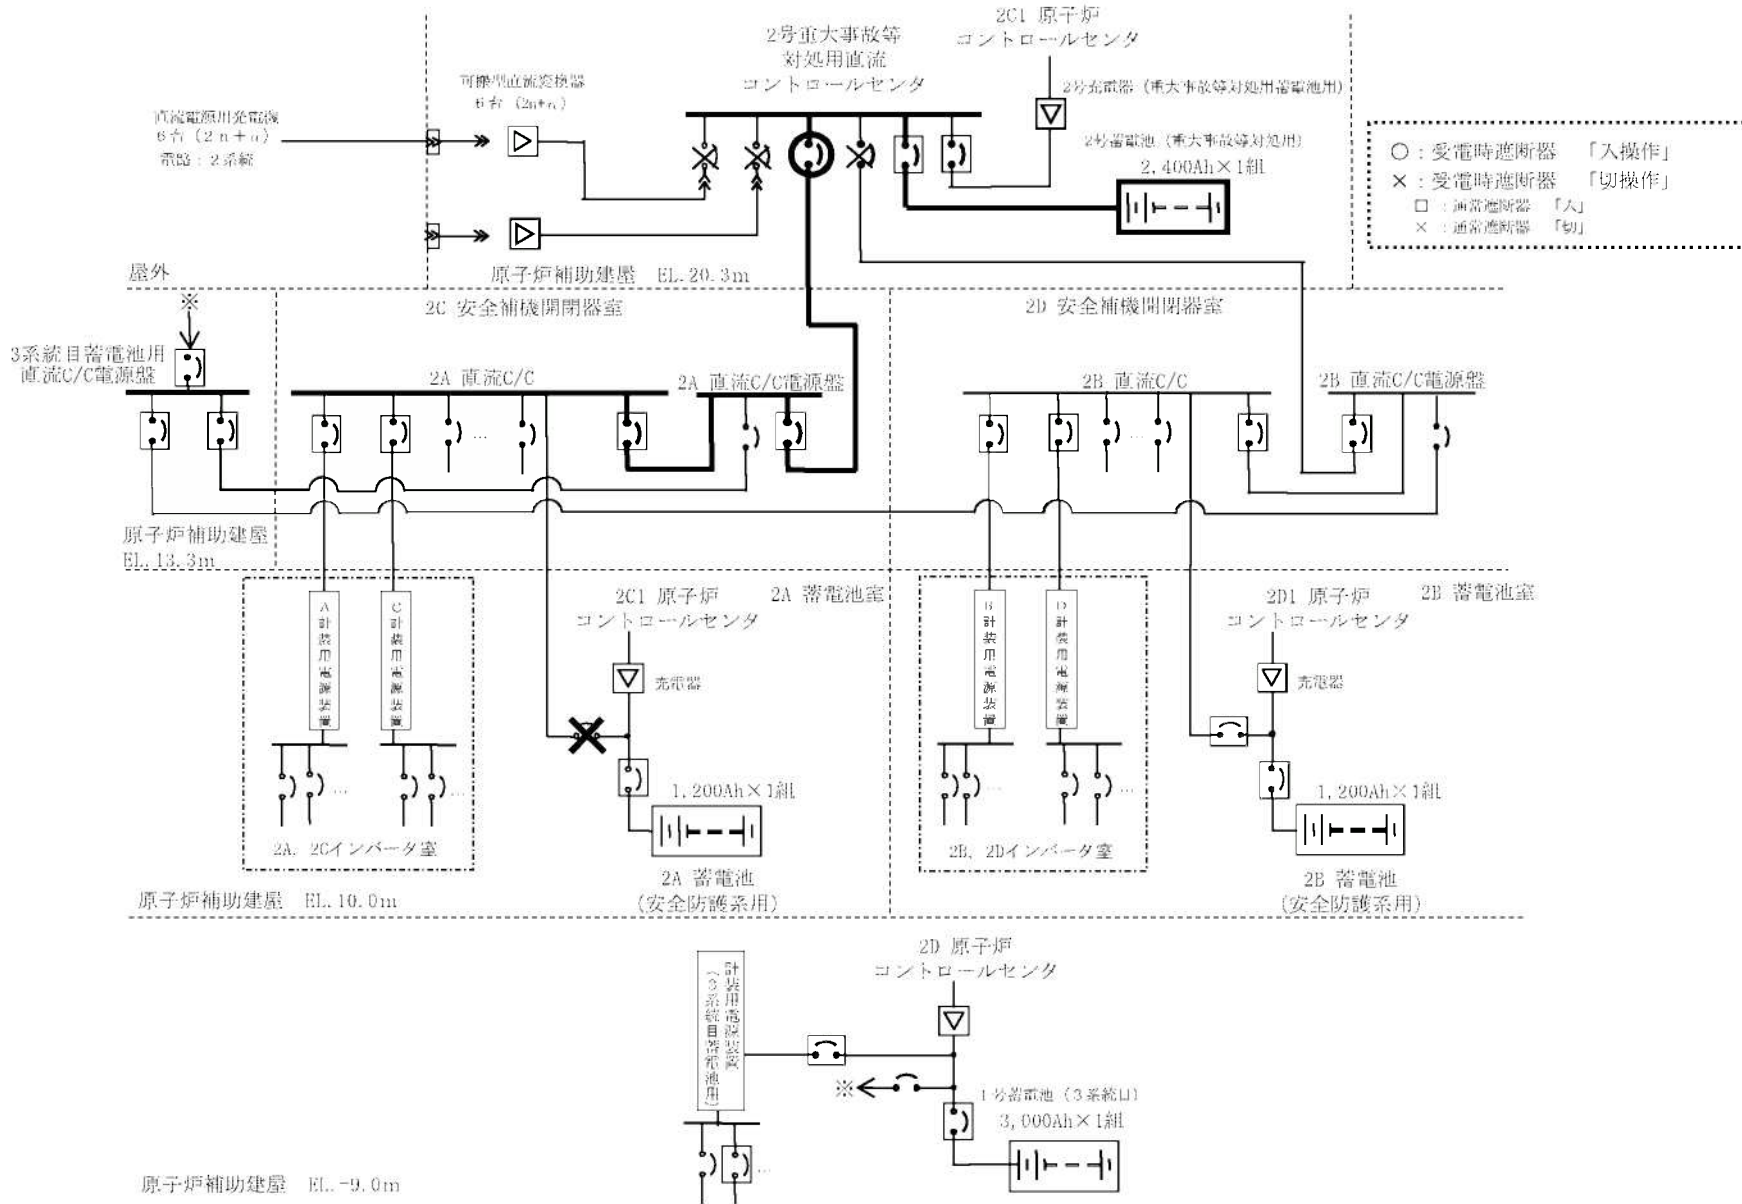 2C1 原子炉
コントロールセンタ
2号重大事故等
対処用直流
コントロールセンタ
可搬型直流変換器
6台 (2n+α)
直流電源用発電機
6台 (2n+α)
電路：2系統
2号充電器 (重大事故等対処用蓄電池用)
2号蓄電池 (重大事故等対処用)
2,400Ah×1組
○：受電時遮断器 「入操作」
×：受電時遮断器 「切操作」
□：通常遮断器 「入」
×：通常遮断器 「切」
屋外
原子炉補助建屋 EL.20.3m
※
2C 安全補機開閉器室
2D 安全補機開閉器室
3系統目蓄電池用
直流C/C電源盤
2A 直流C/C
2A 直流C/C電源盤
2B 直流C/C
2B 直流C/C電源盤
…
…
原子炉補助建屋
EL.13.3m
A計装用電源装置
C計装用電源装置
2C1 原子炉
コントロールセンタ
2A 蓄電池室
充電器
B計装用電源装置
D計装用電源装置
2D1 原子炉
コントロールセンタ
2B 蓄電池室
充電器
…
…
…
…
1,200Ah×1組
1,200Ah×1組
2A、2Cインバータ室
2B、2Dインバータ室
2A 蓄電池
(安全防護系用)
2B 蓄電池
(安全防護系用)
原子炉補助建屋 EL.10.0m
計装用電源装置
(3系統目蓄電池用)
2D 原子炉
コントロールセンタ
※
1号蓄電池 (3系統目)
3,000Ah×1組
…
原子炉補助建屋 EL.-9.0m